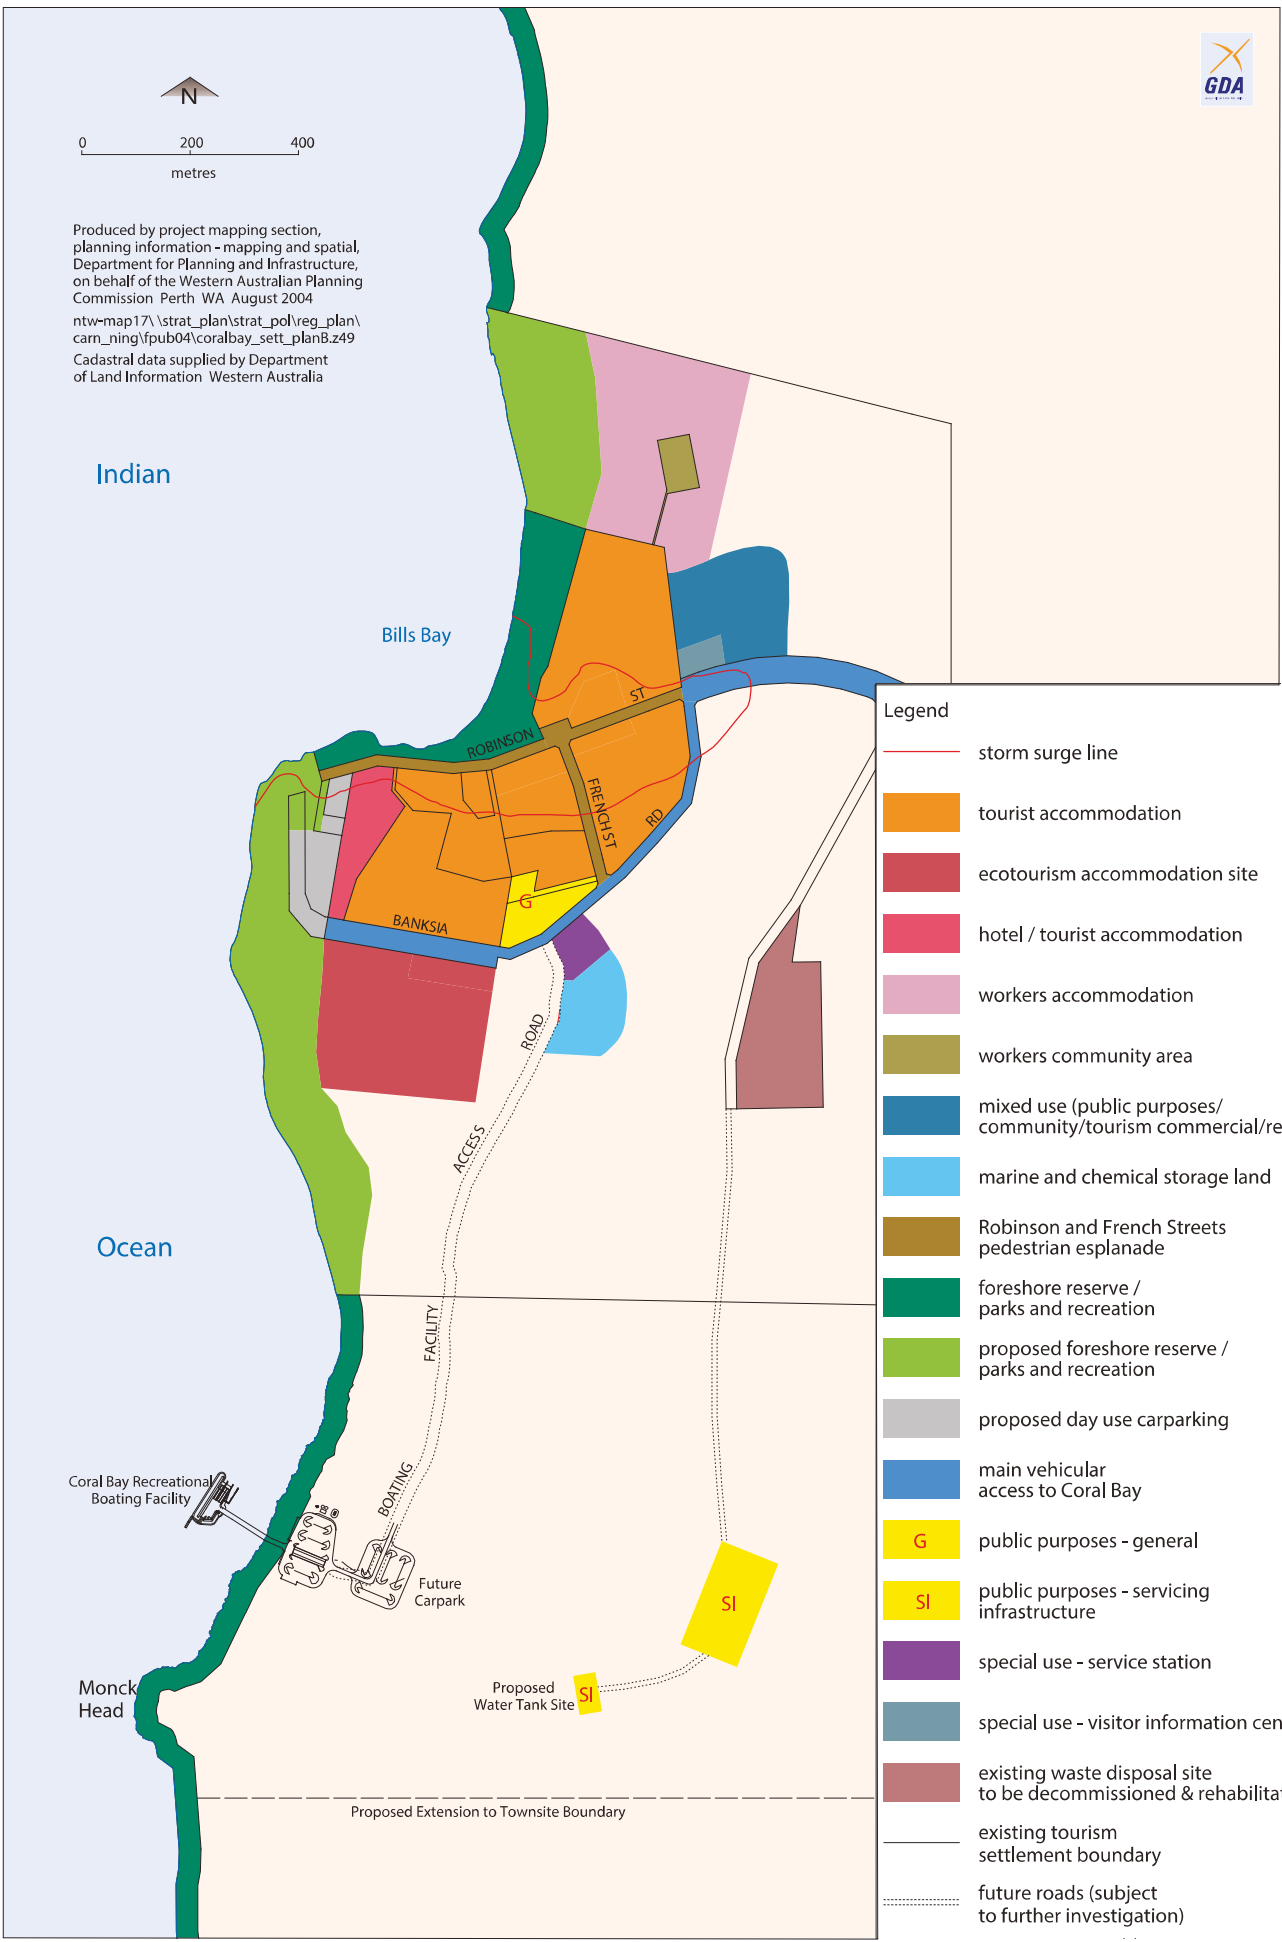 GDA
N
0 200 400
metres
Produced by project mapping section,
planning information - mapping and spatial,
Department for Planning and Infrastructure,
on behalf of the Western Australian Planning
Commission Perth WA August 2004
ntw-map17\ \strat_plan\strat_pol\reg_plan\
carn_ning\fpub04\coralbay_sett_planB.z49
Cadastral data supplied by Department
of Land Information Western Australia
Indian
Bills Bay
ROBINSON ST
FRENCH ST
RD
BANKSIA
G
Ocean
BOATING FACILITY ACCESS ROAD
Coral Bay Recreational
Boating Facility
Future
Carpark
SI
Proposed
Water Tank Site
SI
Monck
Head
Proposed Extension to Townsite Boundary
Legend
storm surge line
tourist accommodation
ecotourism accommodation site
hotel / tourist accommodation
workers accommodation
workers community area
mixed use (public purposes/
community/tourism commercial/re
marine and chemical storage land
Robinson and French Streets
pedestrian esplanade
foreshore reserve /
parks and recreation
proposed foreshore reserve /
parks and recreation
proposed day use carparking
main vehicular
access to Coral Bay
G public purposes - general
SI public purposes - servicing
infrastructure
special use - service station
special use - visitor information cen
existing waste disposal site
to be decommissioned & rehabilita
existing tourism
settlement boundary
future roads (subject
to further investigation)